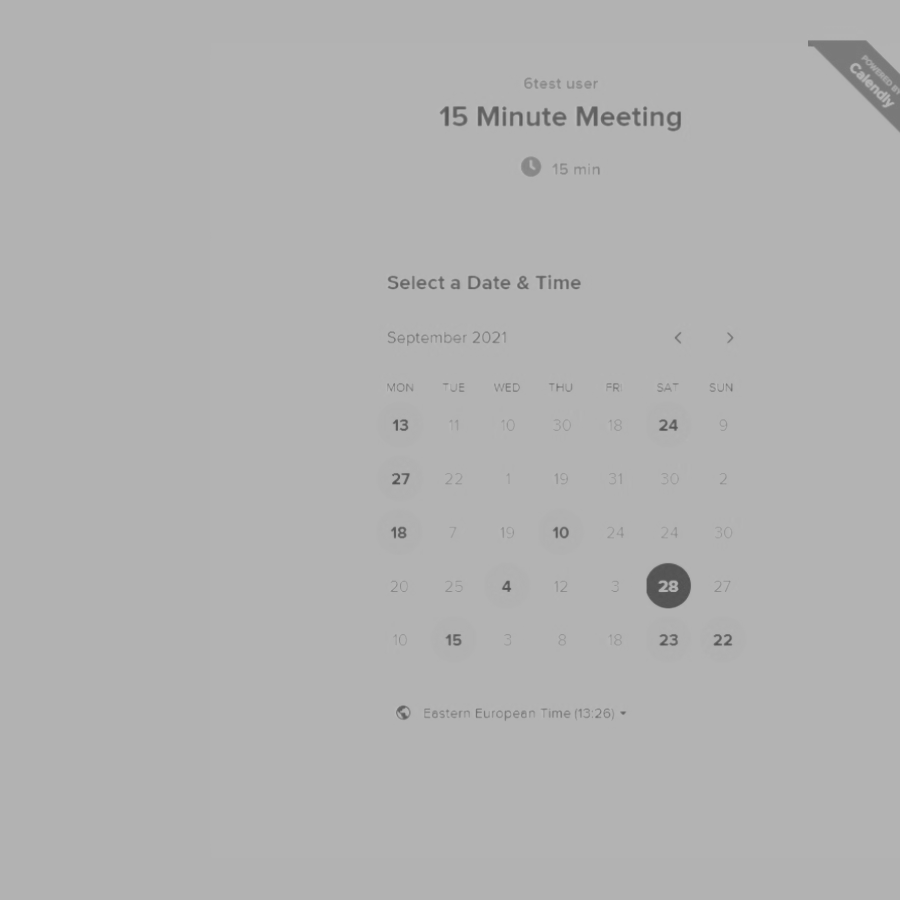 POWERED BY
Calendly
6test user
15 Minute Meeting
15 min
Select a Date & Time
September 2021
MON TUE WED THU FRI SAT SUN
13 11 10 30 18 24 9
27 22 1 19 31 30 2
18 7 19 10 24 24 30
20 25 4 12 3 28 27
10 15 3 8 18 23 22
Eastern European Time (13:26)